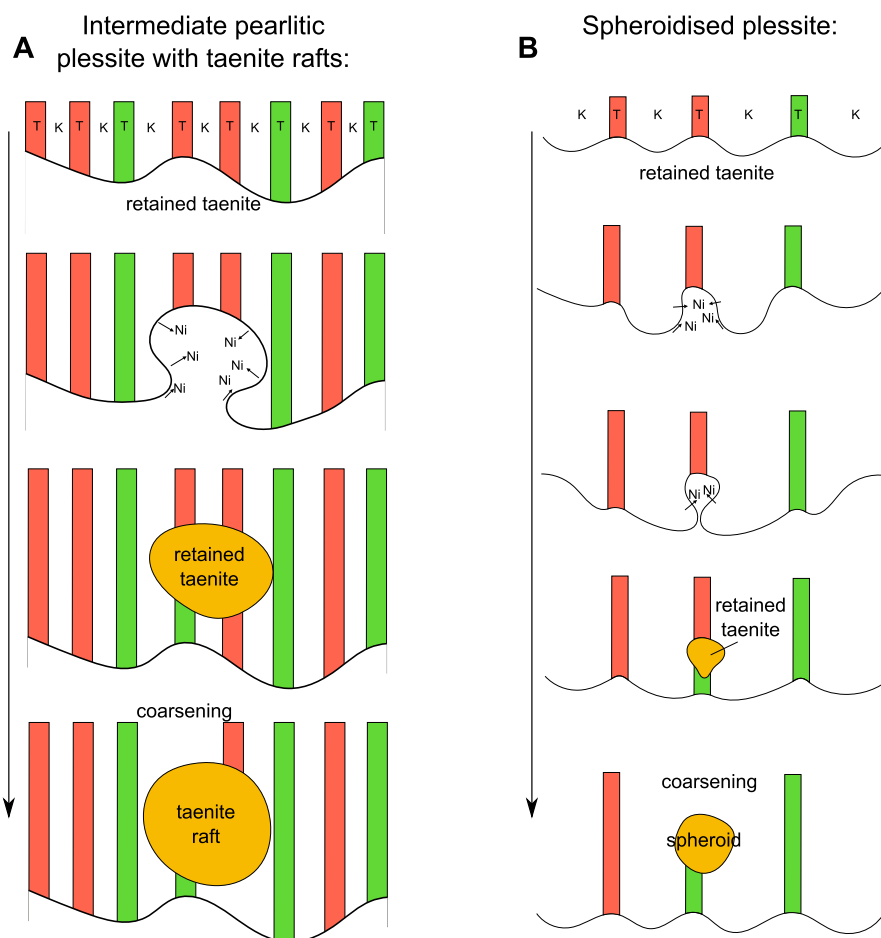 A
Intermediate pearlitic
plessite with taenite rafts:
T K T K T K T K T K T K T K T
retained taenite
Ni
Ni
Ni
Ni
Ni
Ni
retained
taenite
coarsening
taenite
raft
B
Spheroidised plessite:
K T K T K T K
retained taenite
Ni
Ni
Ni
Ni
Ni
retained
taenite
coarsening
spheroid